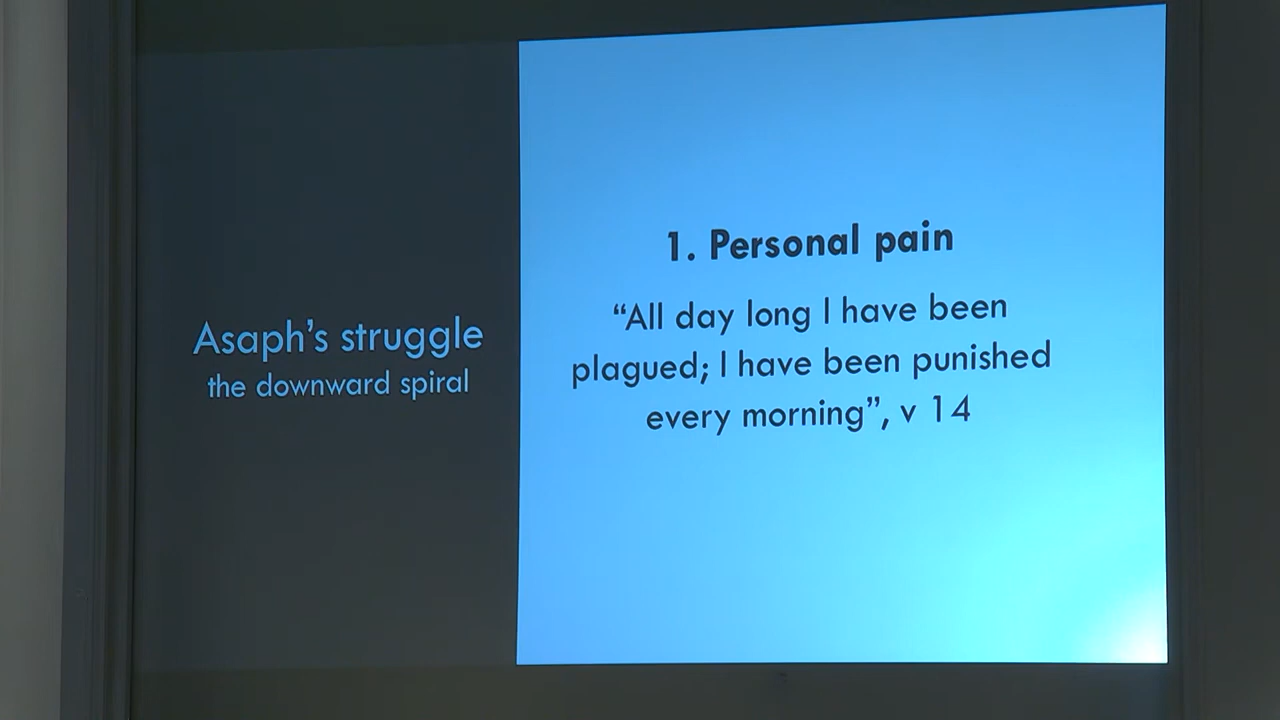 Asaph’s struggle
the downward spiral
1. Personal pain
“All day long I have been
plagued; I have been punished
every morning”, v 14